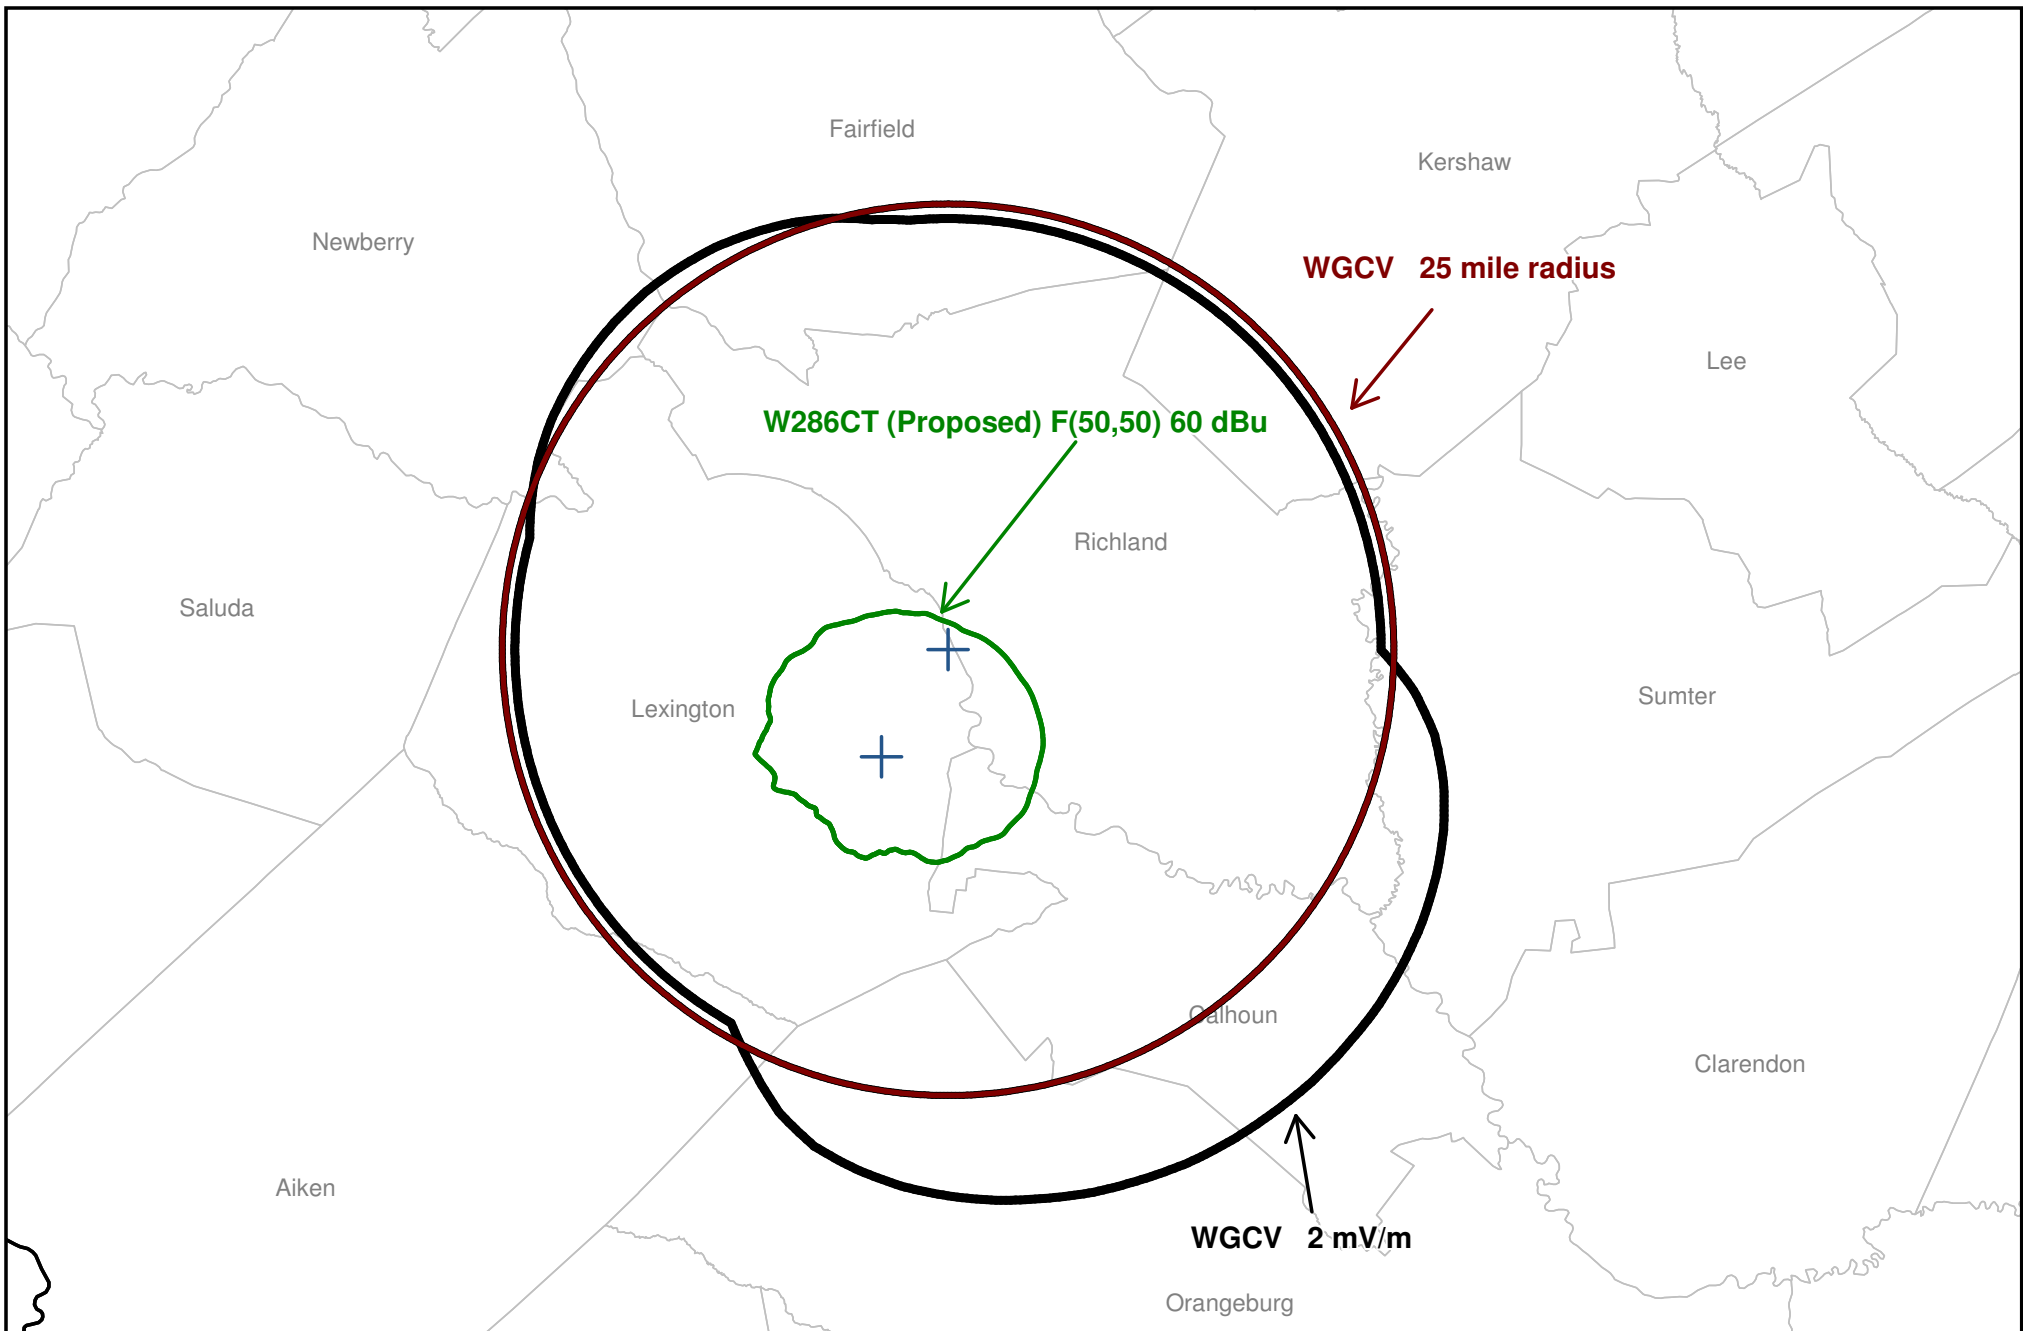 Fairfield
Kershaw
Newberry
WGCV 25 mile radius
Lee
W286CT (Proposed) F(50,50) 60 dBu
Richland
Saluda
Sumter
Lexington
Calhoun
Clarendon
Aiken
WGCV 2 mV/m
Orangeburg